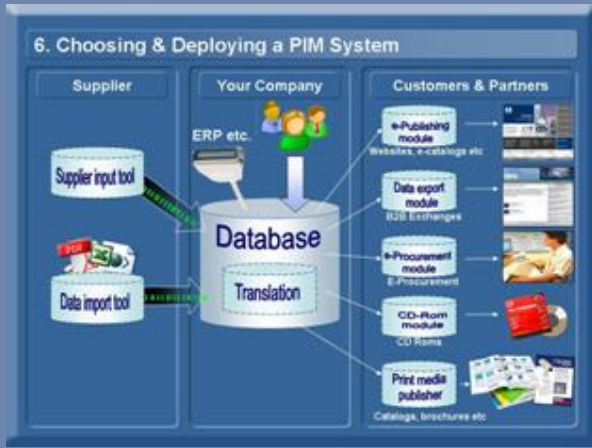 6. Choosing & Deploying a PIM System
Supplier
Your Company
Customers & Partners
ERP etc.
Supplier input tool
PDF
Data import tool
Database
Translation
e-Publishing
module
Websites, e-catalogs etc
Data export
module
B2B Exchanges
e-Procurement
module
E-Procurement
CD-Rom
module
CD Roms
Print media
publisher
Catalogs, brochures etc